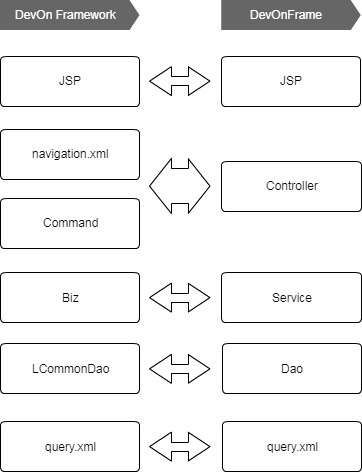 DevOn Framework
DevOnFrame
JSP
JSP
navigation.xml
Controller
Command
Biz
Service
LCommonDao
Dao
query.xml
query.xml